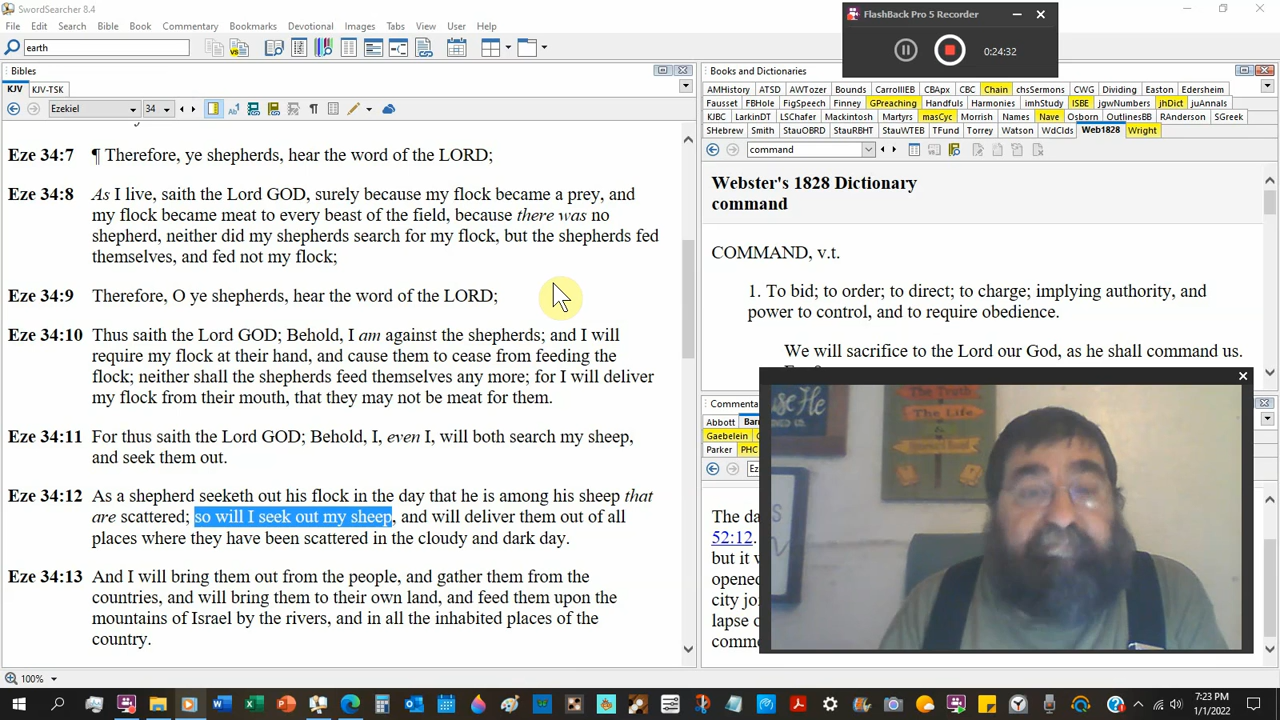 SwordSearcher 8.4
File Edit Search Bible Book Commentary Bookmarks Devotional Images Tabs View User Help
earth
Bibles
KJV KJV-TSK
Ezekiel 34
Eze 34:7 ¶ Therefore, ye shepherds, hear the word of the LORD;
Eze 34:8 As I live, saith the Lord GOD, surely because my flock became a prey, and
my flock became meat to every beast of the field, because there was no
shepherd, neither did my shepherds search for my flock, but the shepherds fed
themselves, and fed not my flock;
Eze 34:9 Therefore, O ye shepherds, hear the word of the LORD;
Eze 34:10 Thus saith the Lord GOD; Behold, I am against the shepherds; and I will
require my flock at their hand, and cause them to cease from feeding the
flock; neither shall the shepherds feed themselves any more; for I will deliver
my flock from their mouth, that they may not be meat for them.
Eze 34:11 For thus saith the Lord GOD; Behold, I, even I, will both search my sheep,
and seek them out.
Eze 34:12 As a shepherd seeketh out his flock in the day that he is among his sheep that
are scattered; so will I seek out my sheep, and will deliver them out of all
places where they have been scattered in the cloudy and dark day.
Eze 34:13 And I will bring them out from the people, and gather them from the
countries, and will bring them to their own land, and feed them upon the
mountains of Israel by the rivers, and in all the inhabited places of the
country.
100%
FlashBack Pro 5 Recorder
0:24:32
Books and Dictionaries
AMHistory ATSD AWTozer Bounds CarrollIEB CBApx CBC Chain chsSermons CWG Dividing Easton Edersheim
Fausset FBHole FigSpeech Finney GPreaching Handfuls Harmonies imhStudy ISBE jgwNumbers jhDict juAnnals
KJBC LarkinDT LSChafer Mackintosh Martyrs masCyc Morrish Names Nave Osborn OutlinesBB RAnderson SGreek
SHebrew Smith StauOBRD StauRBHT StauWTEB TFund Torrey Watson WdClds Web1828 Wright
command
Webster's 1828 Dictionary
command
COMMAND, v.t.
1. To bid; to order; to direct; to charge; implying authority, and
power to control, and to require obedience.
We will sacrifice to the Lord our God, as he shall command us.
Commenta
Abbott Bar
Gaebelein
Parker PHC
Ez
The da
52:12.
but it v
opened
city jo
lapse o
comm
The Truth
The Life
7:23 PM
1/1/2022